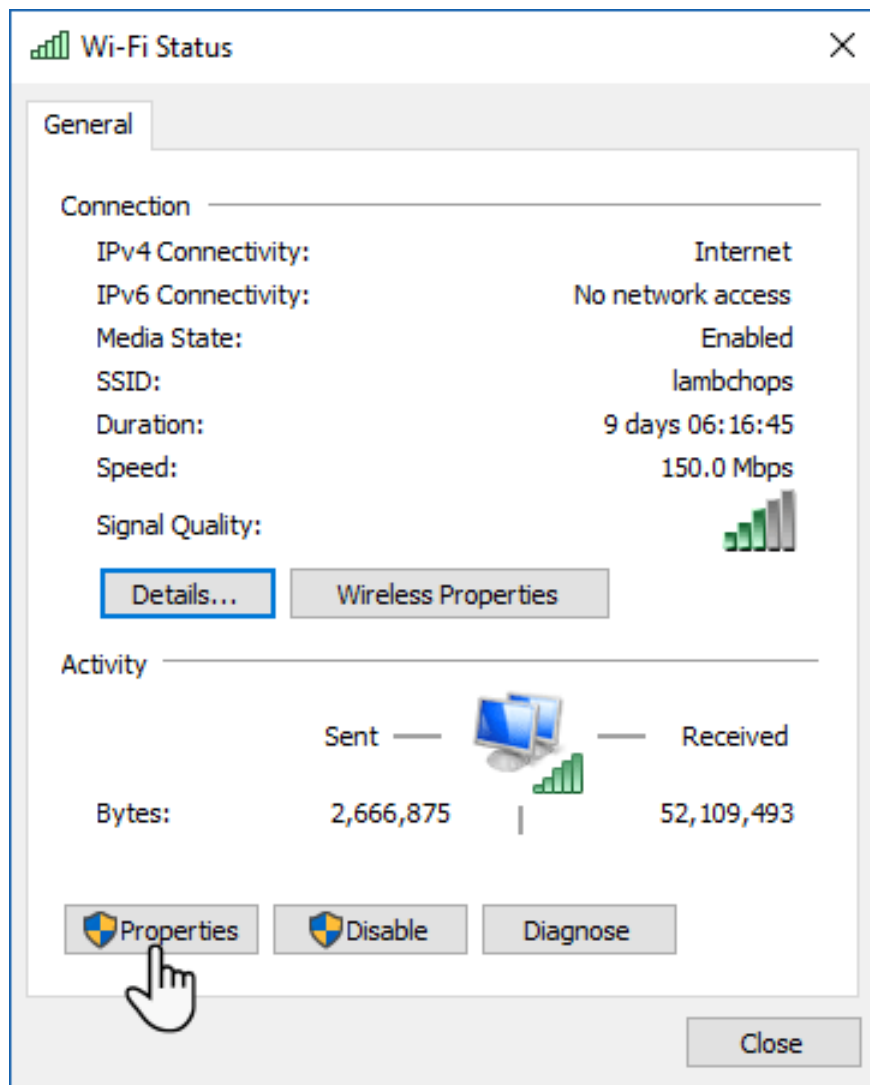 Wi-Fi Status
General
Connection
IPv4 Connectivity: Internet
IPv6 Connectivity: No network access
Media State: Enabled
SSID: lambchops
Duration: 9 days 06:16:45
Speed: 150.0 Mbps
Signal Quality:
Details... Wireless Properties
Activity
Sent Received
Bytes: 2,666,875 52,109,493
Properties Disable Diagnose
Close